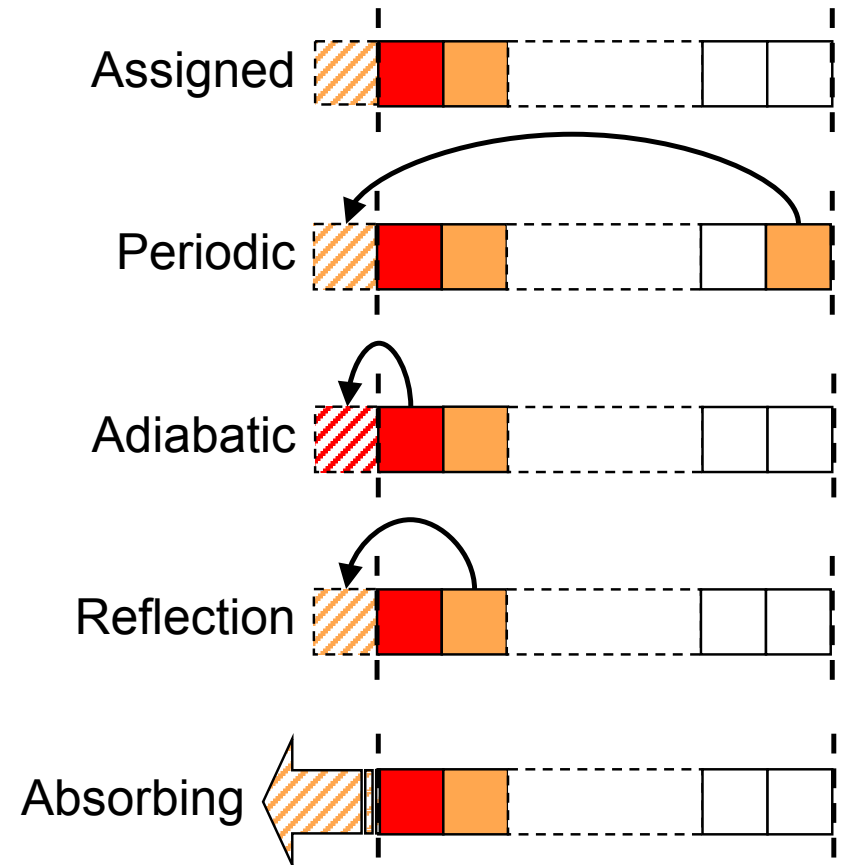 Assigned
Periodic
Adiabatic
Reflection
Absorbing